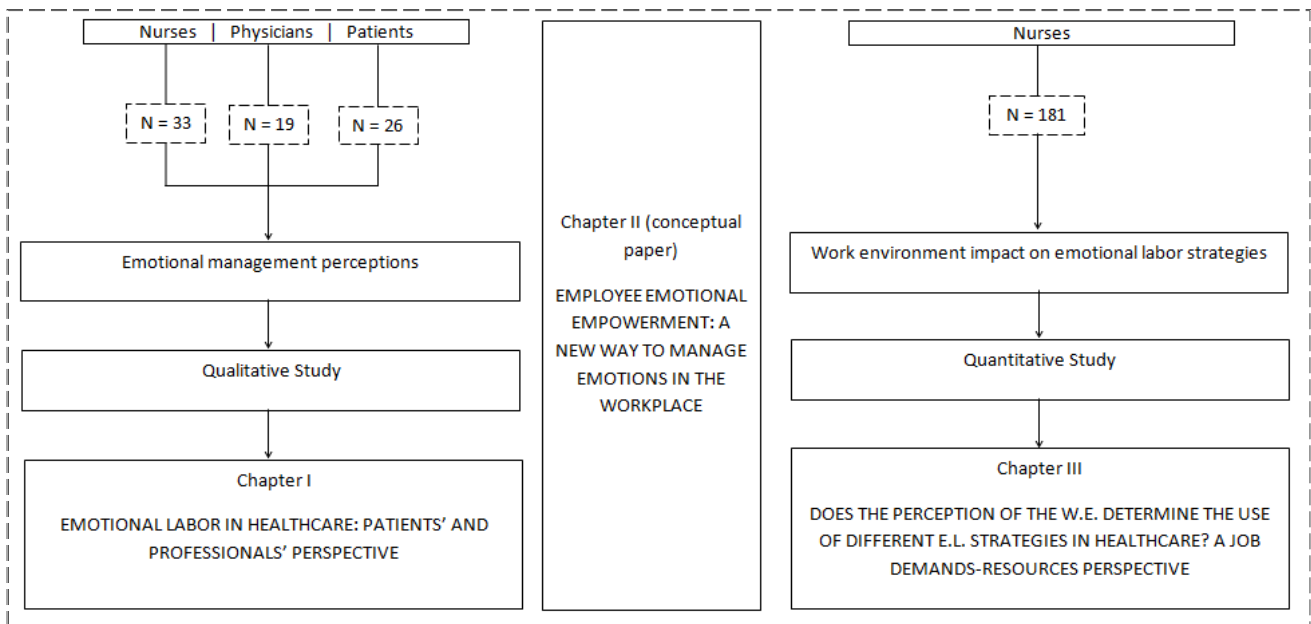 Nurses | Physicians | Patients
N = 33
N = 19
N = 26
Emotional management perceptions
Qualitative Study
Chapter I
EMOTIONAL LABOR IN HEALTHCARE: PATIENTS’ AND
PROFESSIONALS’ PERSPECTIVE
Chapter II (conceptual
paper)
EMPLOYEE EMOTIONAL
EMPOWERMENT: A
NEW WAY TO MANAGE
EMOTIONS IN THE
WORKPLACE
Nurses
N = 181
Work environment impact on emotional labor strategies
Quantitative Study
Chapter III
DOES THE PERCEPTION OF THE W.E. DETERMINE THE USE
OF DIFFERENT E.L. STRATEGIES IN HEALTHCARE? A JOB
DEMANDS-RESOURCES PERSPECTIVE